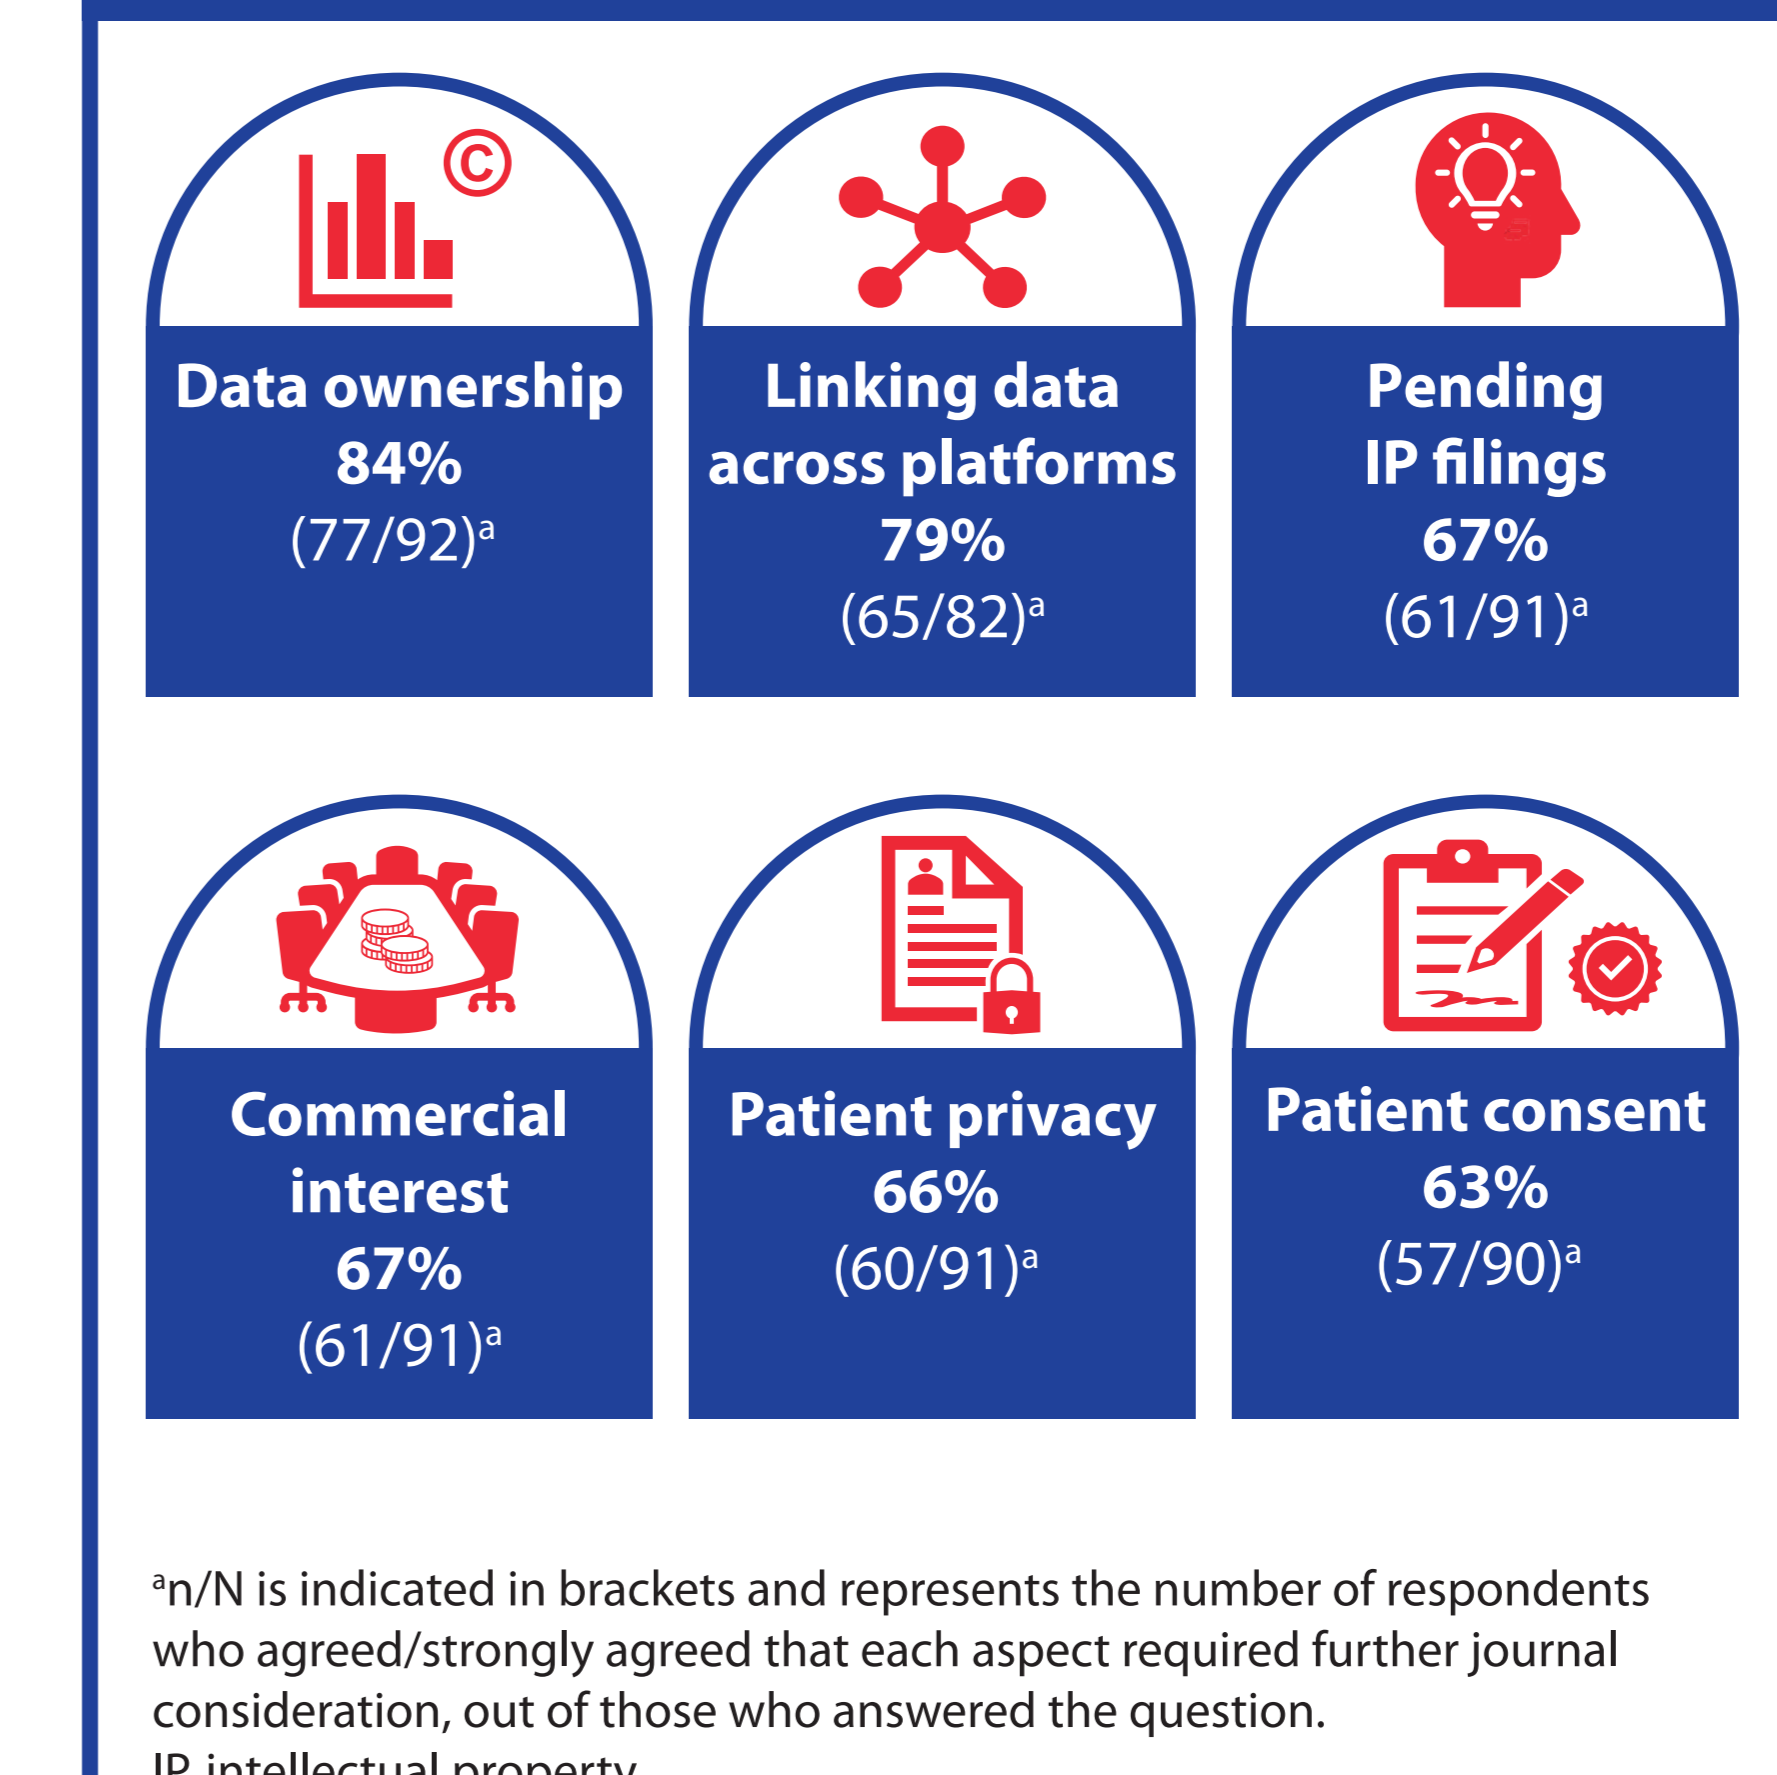 ©
Data ownership
84%
(77/92)ᵃ
Linking data
across platforms
79%
(65/82)ᵃ
Pending
IP filings
67%
(61/91)ᵃ
Commercial
interest
67%
(61/91)ᵃ
Patient privacy
66%
(60/91)ᵃ
Patient consent
63%
(57/90)ᵃ
ᵃn/N is indicated in brackets and represents the number of respondents
who agreed/strongly agreed that each aspect required further journal
consideration, out of those who answered the question.
IP, intellectual property